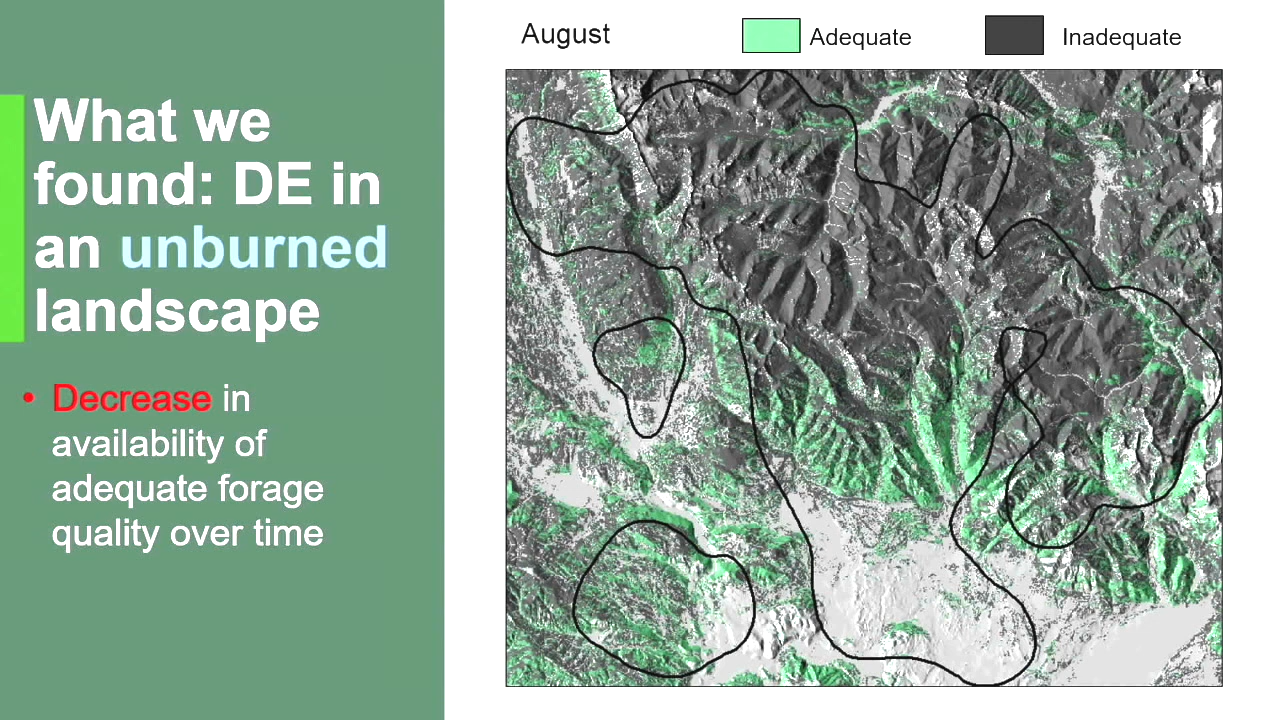 What we
found: DE in
an unburned
landscape
• Decrease in
availability of
adequate forage
quality over time
August
Adequate
Inadequate